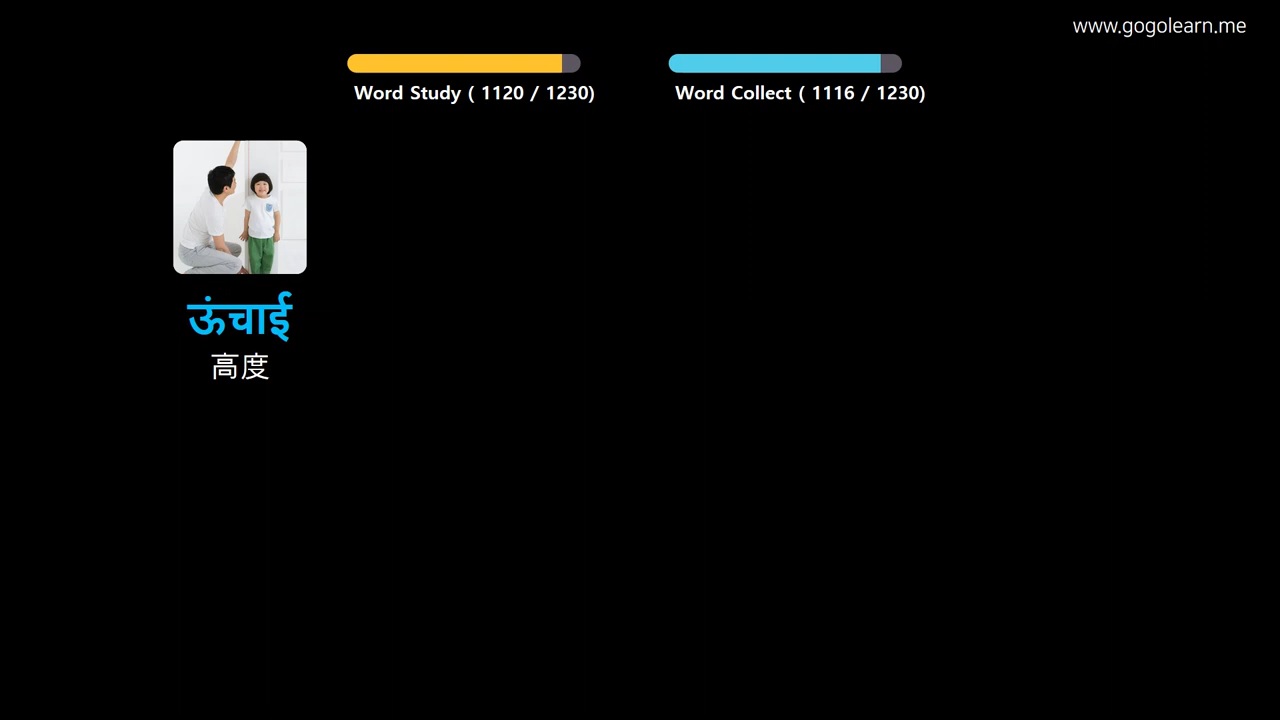 www.gogolearn.me
Word Study ( 1120 / 1230)
Word Collect ( 1116 / 1230)
ऊंचाई
高度